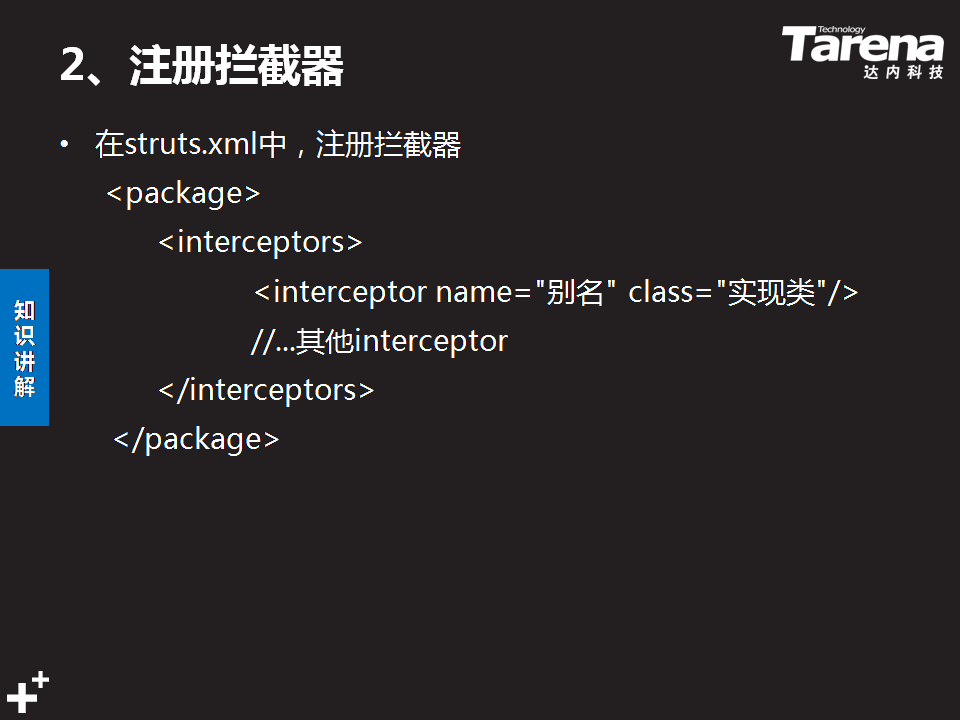 2、注册拦截器
Technology
Tarena
达内科技
• 在struts.xml中，注册拦截器
<package>
<interceptors>
<interceptor name="别名" class="实现类"/>
//...其他interceptor
</interceptors>
</package>
知识讲解